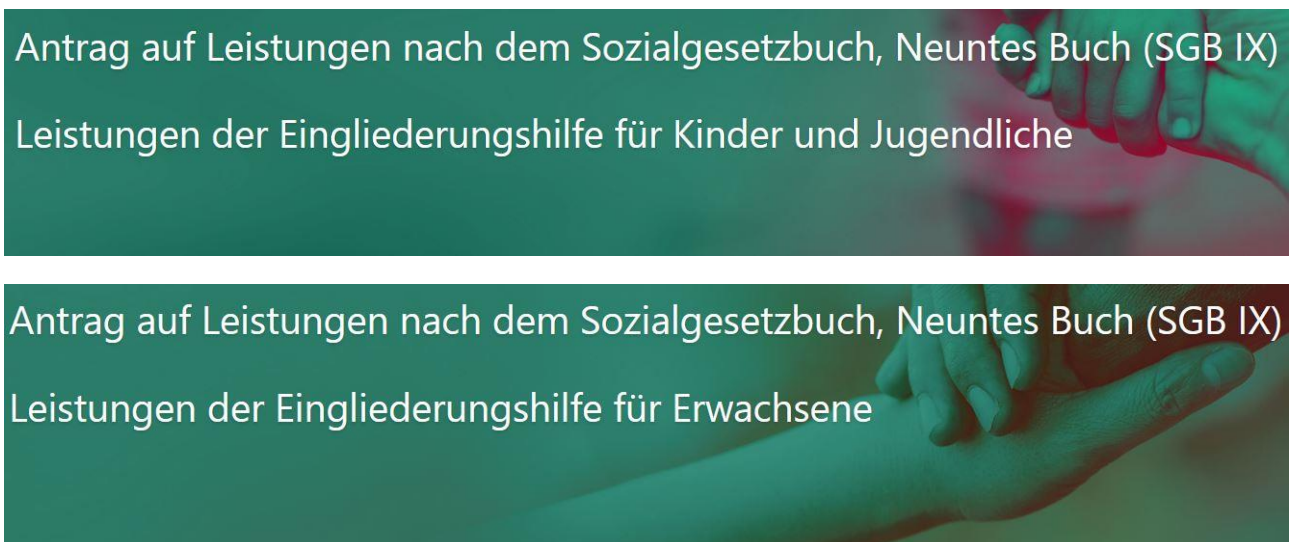 Antrag auf Leistungen nach dem Sozialgesetzbuch, Neuntes Buch (SGB IX)
Leistungen der Eingliederungshilfe für Kinder und Jugendliche
Antrag auf Leistungen nach dem Sozialgesetzbuch, Neuntes Buch (SGB IX)
Leistungen der Eingliederungshilfe für Erwachsene